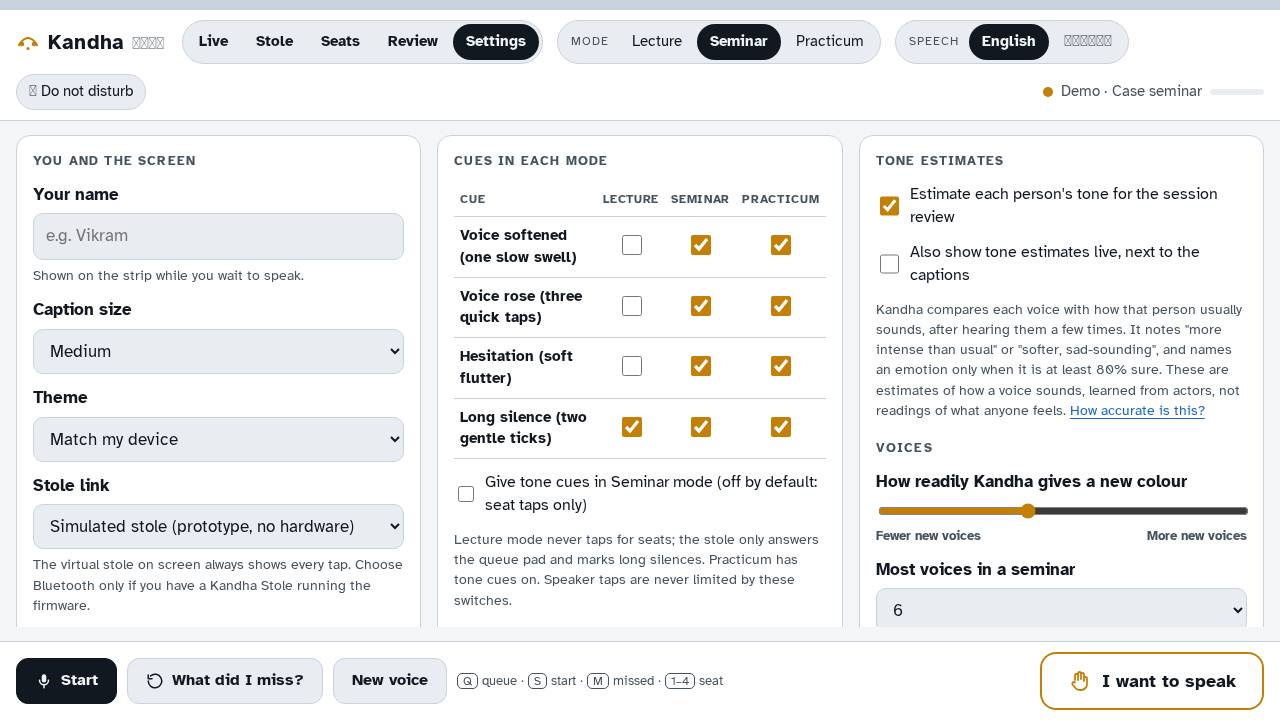 Kandha
Live Stole Seats Review Settings
MODE Lecture Seminar Practicum
SPEECH English
Do not disturb
Demo · Case seminar
YOU AND THE SCREEN
Your name
e.g. Vikram
Shown on the strip while you wait to speak.
Caption size
Medium
Theme
Match my device
Stole link
Simulated stole (prototype, no hardware)
The virtual stole on screen always shows every tap. Choose
Bluetooth only if you have a Kandha Stole running the
firmware.
CUES IN EACH MODE
CUE LECTURE SEMINAR PRACTICUM
Voice softened
(one slow swell)
Voice rose (three
quick taps)
Hesitation (soft
flutter)
Long silence (two
gentle ticks)
Give tone cues in Seminar mode (off by default:
seat taps only)
Lecture mode never taps for seats; the stole only answers
the queue pad and marks long silences. Practicum has
tone cues on. Speaker taps are never limited by these
switches.
TONE ESTIMATES
Estimate each person's tone for the session
review
Also show tone estimates live, next to the
captions
Kandha compares each voice with how that person usually
sounds, after hearing them a few times. It notes "more
intense than usual" or "softer, sad-sounding", and names
an emotion only when it is at least 80% sure. These are
estimates of how a voice sounds, learned from actors, not
readings of what anyone feels. How accurate is this?
VOICES
How readily Kandha gives a new colour
Fewer new voices More new voices
Most voices in a seminar
6
Start What did I miss? New voice Q queue · S start · M missed · 1–4 seat
I want to speak